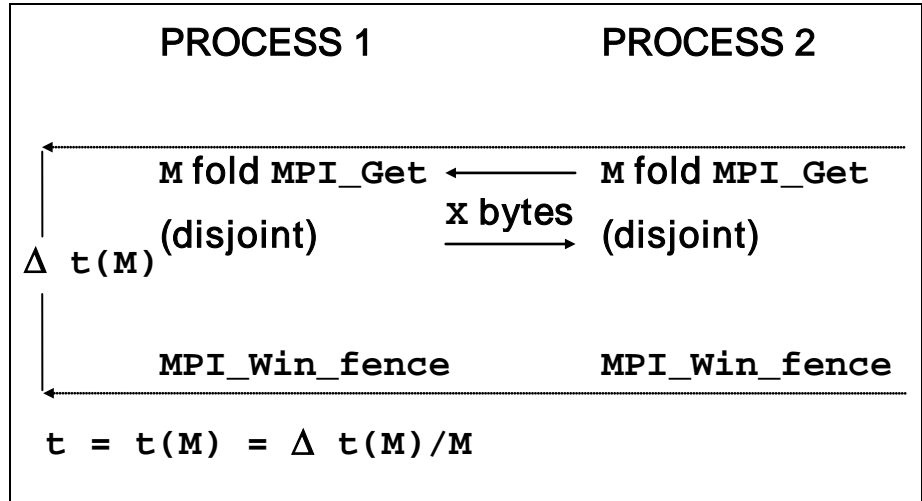 PROCESS 1 PROCESS 2
M fold MPI_Get M fold MPI_Get
X bytes
(disjoint) (disjoint)
Δ t(M)
MPI_Win_fence MPI_Win_fence
t = t(M) = Δ t(M)/M